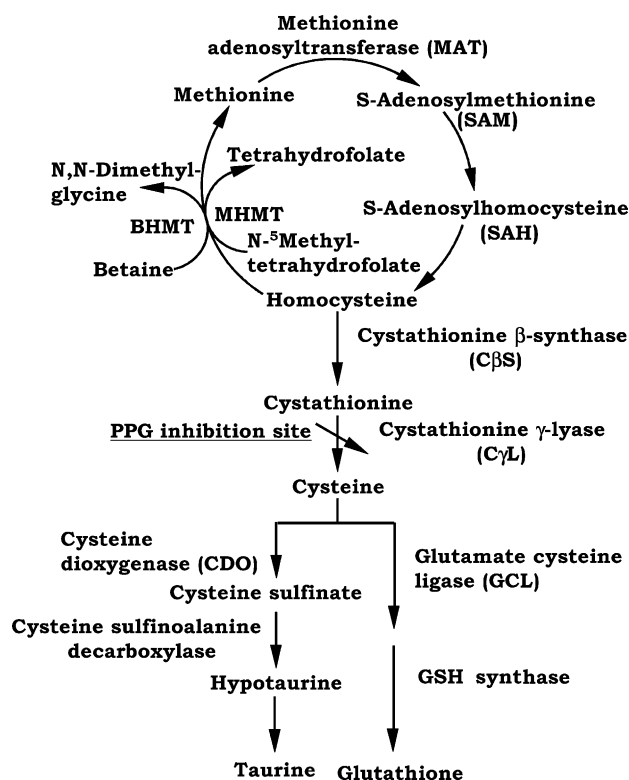 Methionine
adenosyltransferase (MAT)
Methionine
S-Adenosylmethionine
(SAM)
Tetrahydrofolate
N,N-Dimethyl-
glycine
S-Adenosylhomocysteine
(SAH)
MHMT
BHMT
N-⁵Methyl-
tetrahydrofolate
Betaine
Homocysteine
Cystathionine β-synthase
(CβS)
Cystathionine
PPG inhibition site
Cystathionine γ-lyase
(CγL)
Cysteine
Cysteine
dioxygenase (CDO)
Glutamate cysteine
ligase (GCL)
Cysteine sulfinate
Cysteine sulfinoalanine
decarboxylase
Hypotaurine
GSH synthase
Taurine
Glutathione